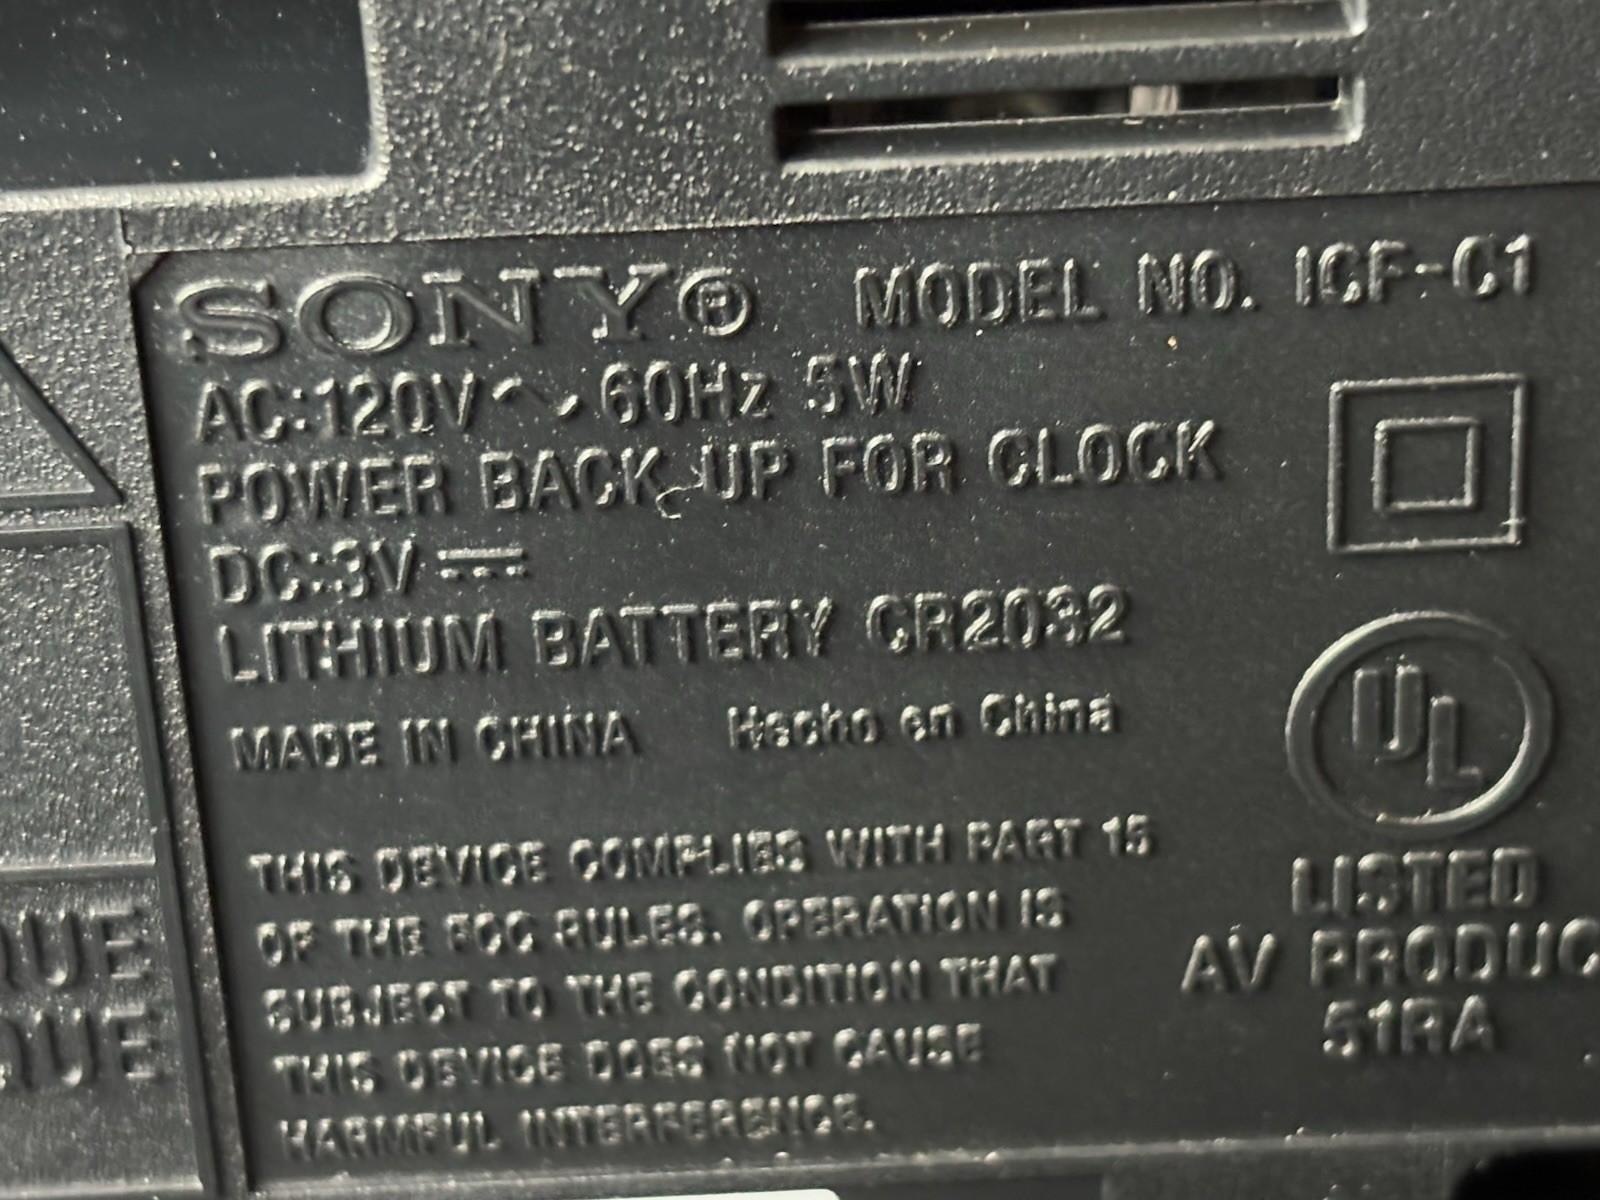 SONY® MODEL NO. ICF-C1
AC:120V ~ 60Hz 5W
POWER BACK-UP FOR CLOCK
DC:3V ⎓
LITHIUM BATTERY CR2032
MADE IN CHINA Hecho en China
THIS DEVICE COMPLIES WITH PART 15
OF THE FCC RULES. OPERATION IS
SUBJECT TO THE CONDITION THAT
THIS DEVICE DOES NOT CAUSE
HARMFUL INTERFERENCE.
UL
LISTED
AV PRODUC
51RA
QUE
QUE